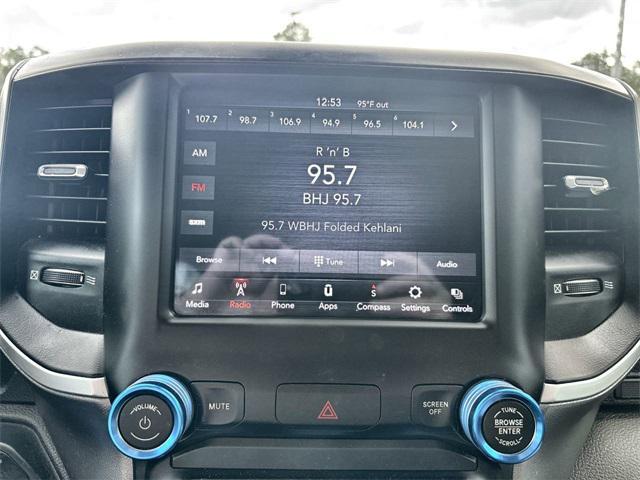 12:53 95°F out
1 107.7 2 98.7 3 106.9 4 94.9 5 96.5 6 104.1
AM
R 'n' B
FM
95.7
BHJ 95.7
sxm
95.7 WBHJ Folded Kehlani
Browse Tune Audio
Media Radio Phone Apps S Compass Settings Controls
VOLUME
MUTE
SCREEN OFF
TUNE
BROWSE
ENTER
SCROLL